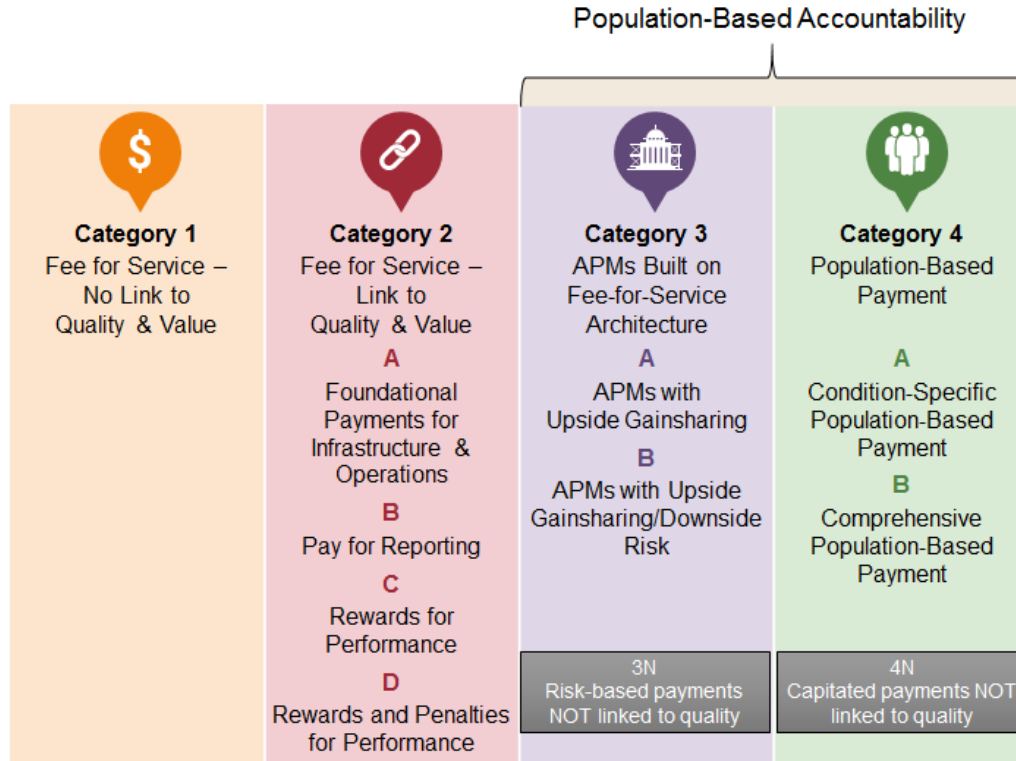 Population-Based Accountability
$
Category 1
Fee for Service –
No Link to
Quality & Value
Category 2
Fee for Service –
Link to
Quality & Value
A
Foundational
Payments for
Infrastructure &
Operations
B
Pay for Reporting
C
Rewards for
Performance
D
Rewards and Penalties
for Performance
Category 3
APMs Built on
Fee-for-Service
Architecture
A
APMs with
Upside Gainsharing
B
APMs with Upside
Gainsharing/Downside
Risk
3N
Risk-based payments
NOT linked to quality
Category 4
Population-Based
Payment
A
Condition-Specific
Population-Based
Payment
B
Comprehensive
Population-Based
Payment
4N
Capitated payments NOT
linked to quality